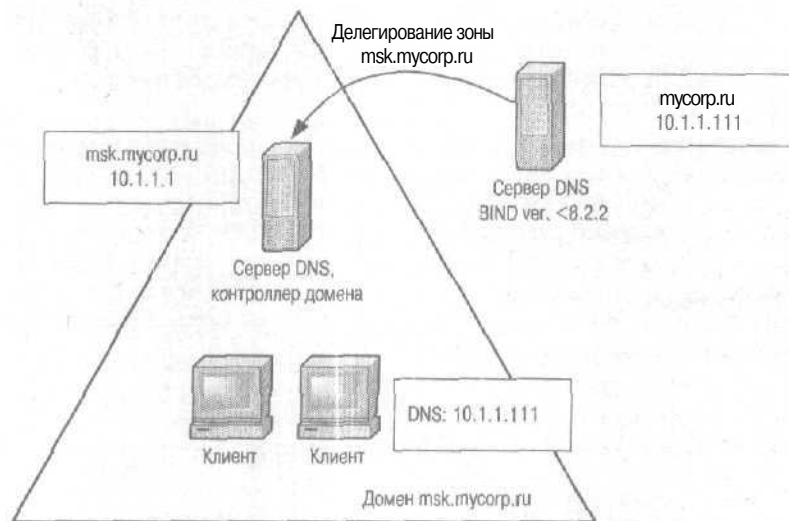 Делегирование зоны
msk.mycorp.ru
mycorp.ru
10.1.1.111
msk.mycorp.ru
10.1.1.1
Сервер DNS
BIND ver. <8.2.2
Сервер DNS,
контроллер домена
DNS: 10.1.1.111
Клиент
Клиент
Домен msk.mycorp.ru